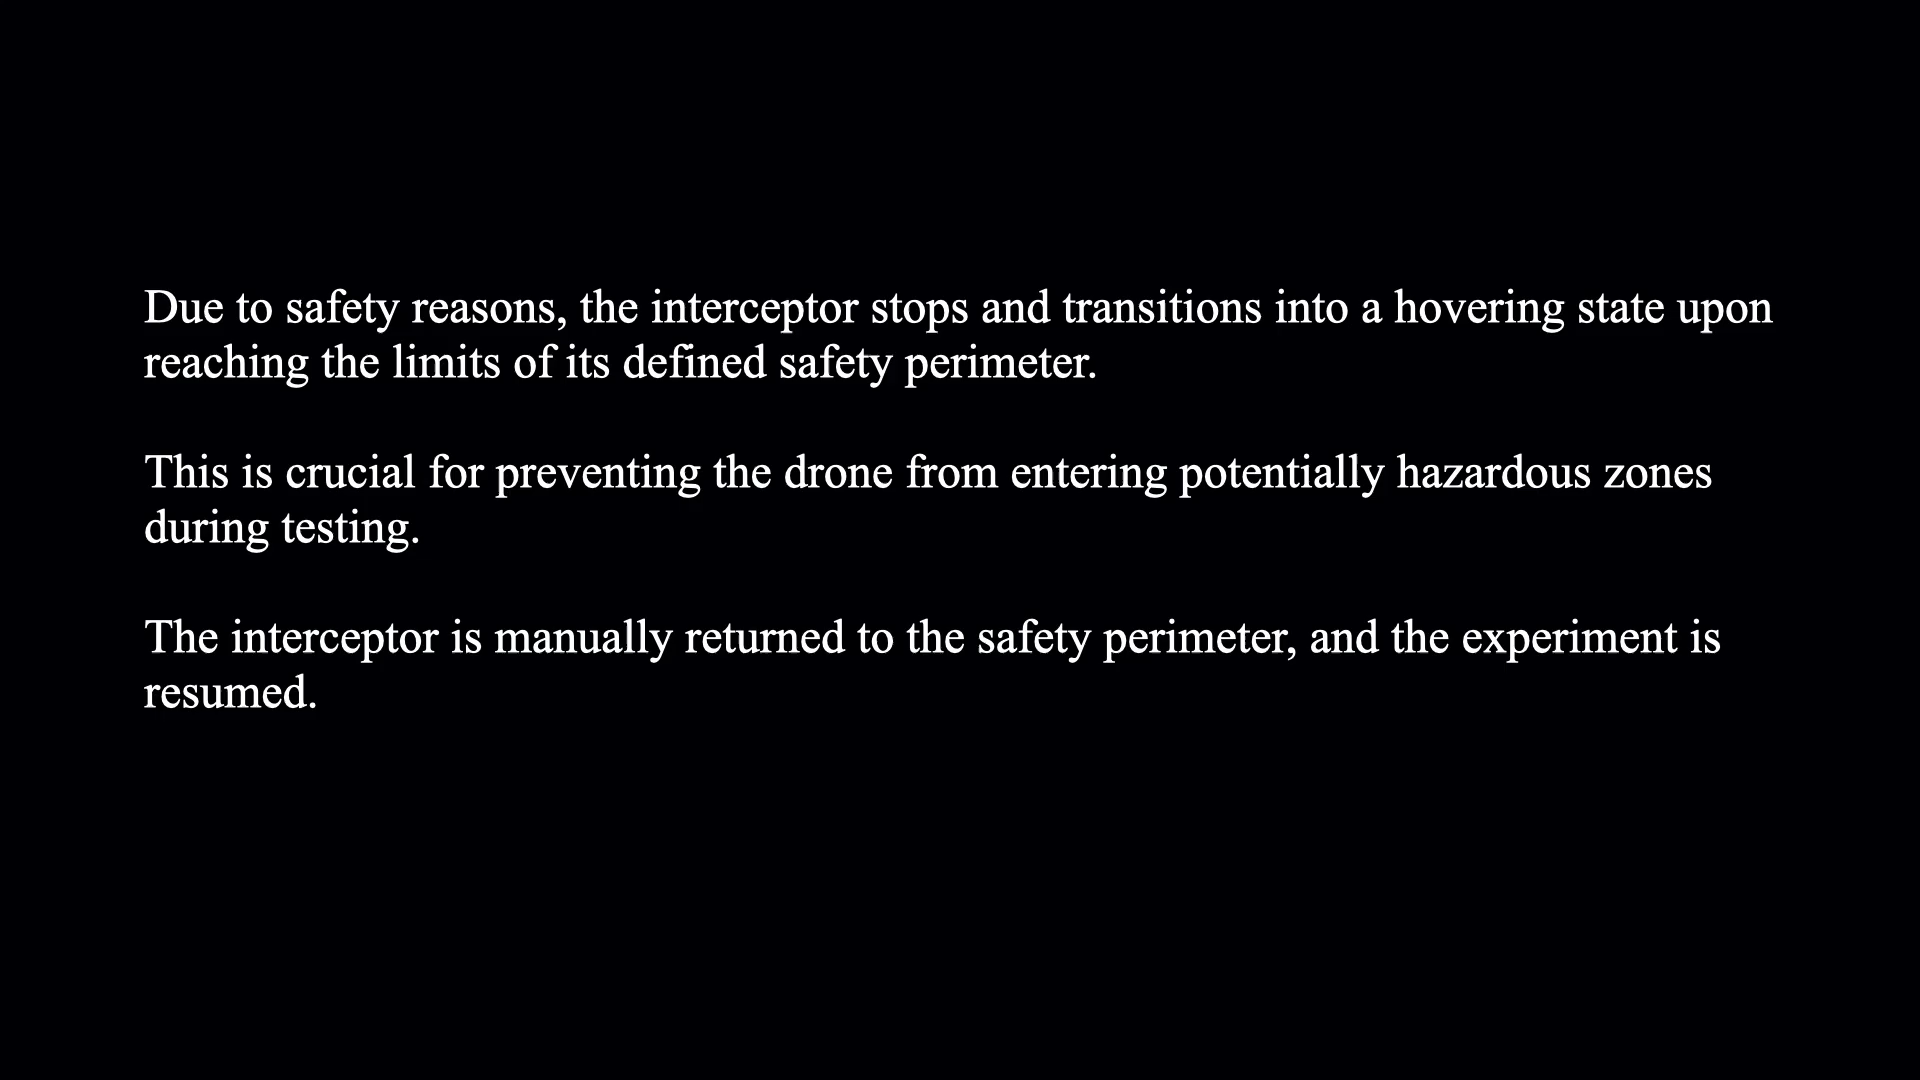 Due to safety reasons, the interceptor stops and transitions into a hovering state upon
reaching the limits of its defined safety perimeter.
This is crucial for preventing the drone from entering potentially hazardous zones
during testing.
The interceptor is manually returned to the safety perimeter, and the experiment is
resumed.